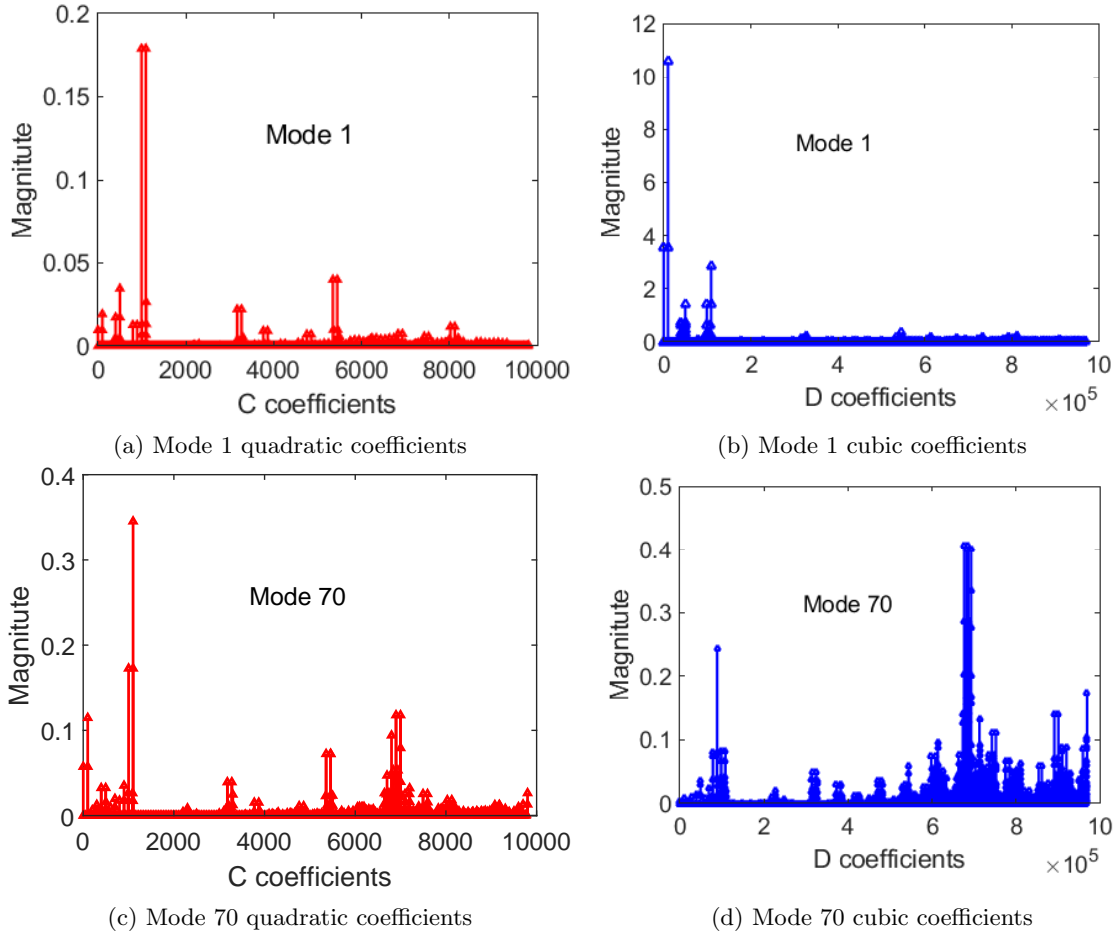 0.2
0.15
0.1
0.05
0
Magnitute
Mode 1
0 2000 4000 6000 8000 10000
C coefficients
(a) Mode 1 quadratic coefficients
12
10
8
6
4
2
0
Magnitute
Mode 1
0 2 4 6 8 10
D coefficients × 10^5
(b) Mode 1 cubic coefficients
0.4
0.3
0.2
0.1
0
Magnitute
Mode 70
0 2000 4000 6000 8000 10000
C coefficients
(c) Mode 70 quadratic coefficients
0.5
0.4
0.3
0.2
0.1
0
Magnitute
Mode 70
0 2 4 6 8 10
D coefficients × 10^5
(d) Mode 70 cubic coefficients